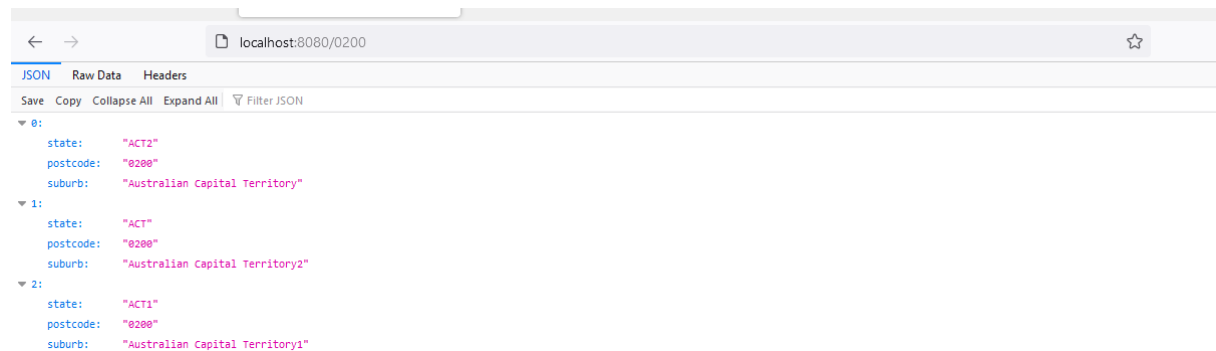 localhost:8080/0200
JSON Raw Data Headers
Save Copy Collapse All Expand All Filter JSON
0:
state: "ACT2"
postcode: "0200"
suburb: "Australian Capital Territory"
1:
state: "ACT"
postcode: "0200"
suburb: "Australian Capital Territory2"
2:
state: "ACT1"
postcode: "0200"
suburb: "Australian Capital Territory1"